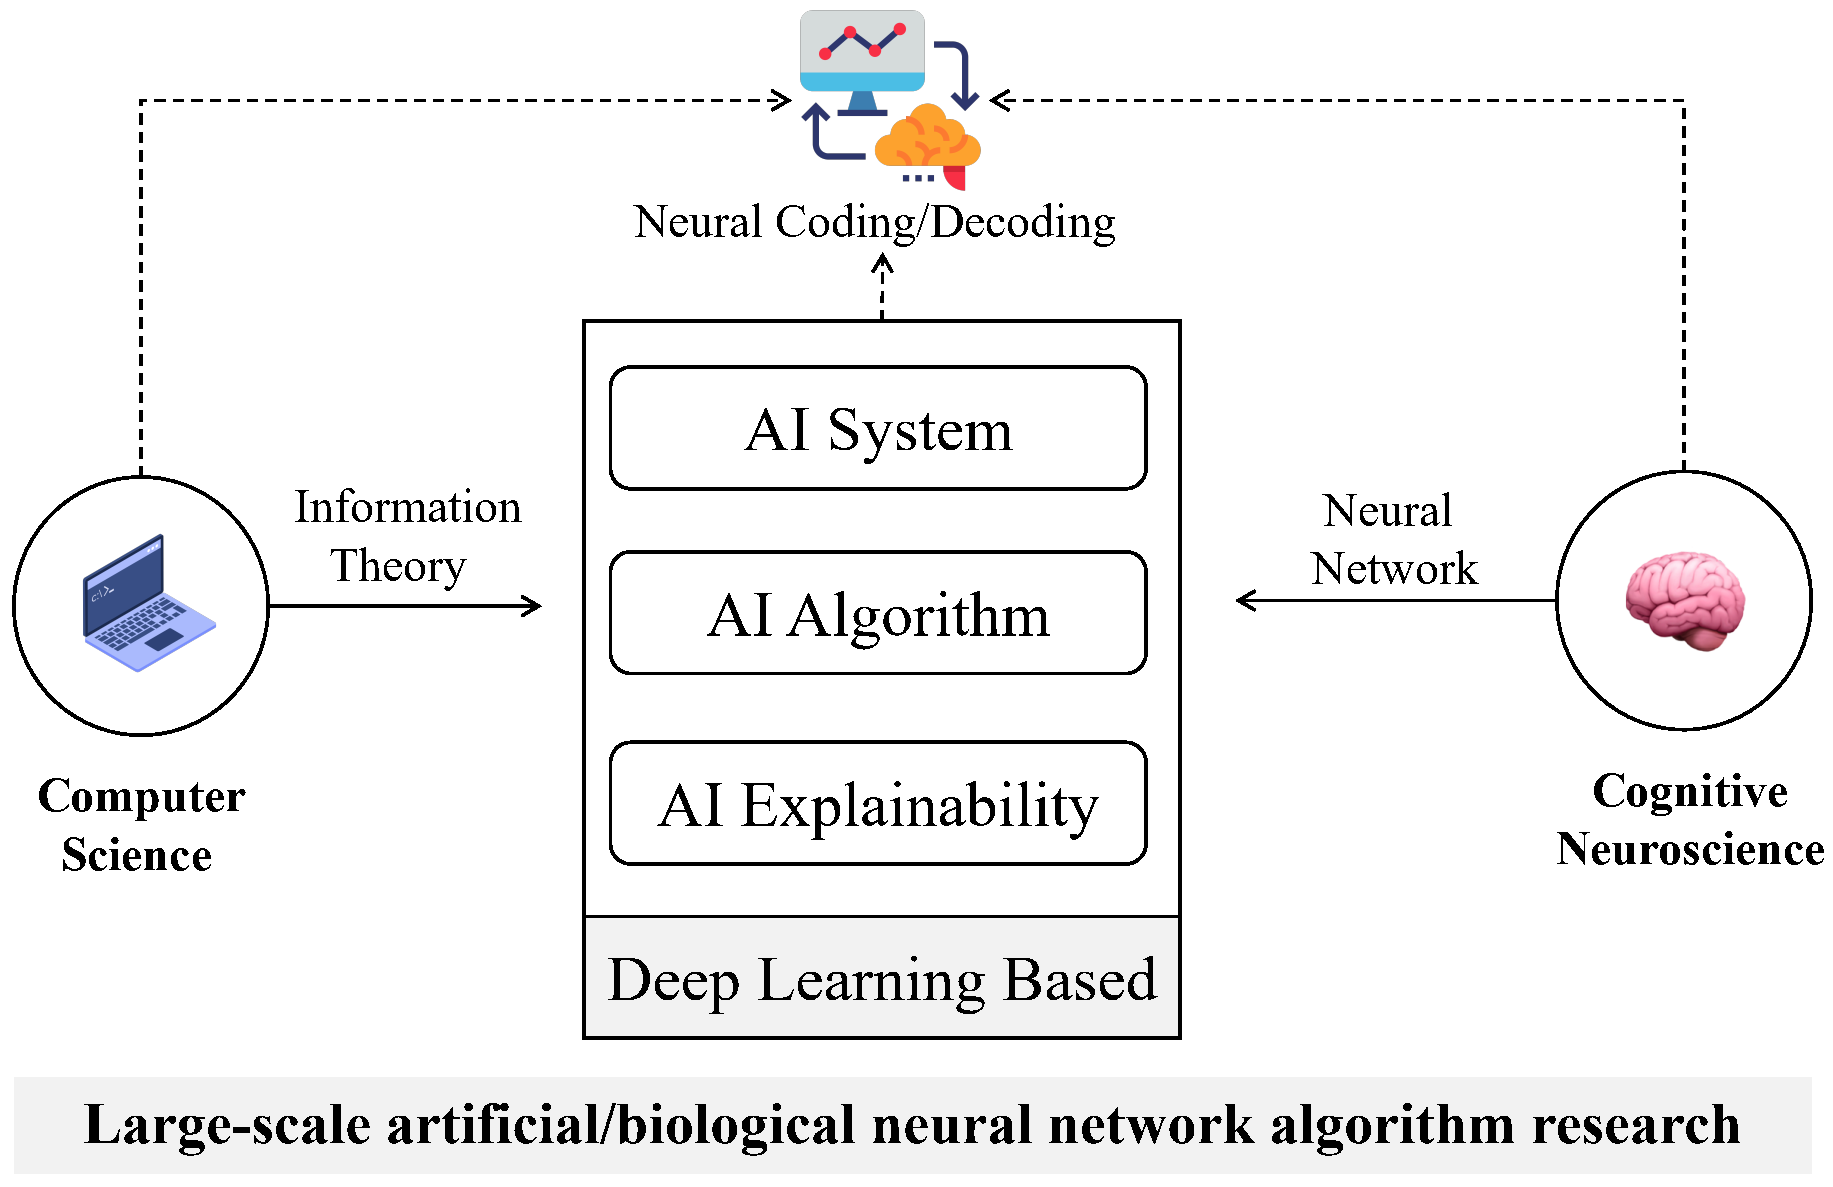 Neural Coding/Decoding
AI System
Information
Theory
Neural
Network
c:\>_
AI Algorithm
Computer
Science
AI Explainability
Cognitive
Neuroscience
Deep Learning Based
Large-scale artificial/biological neural network algorithm research